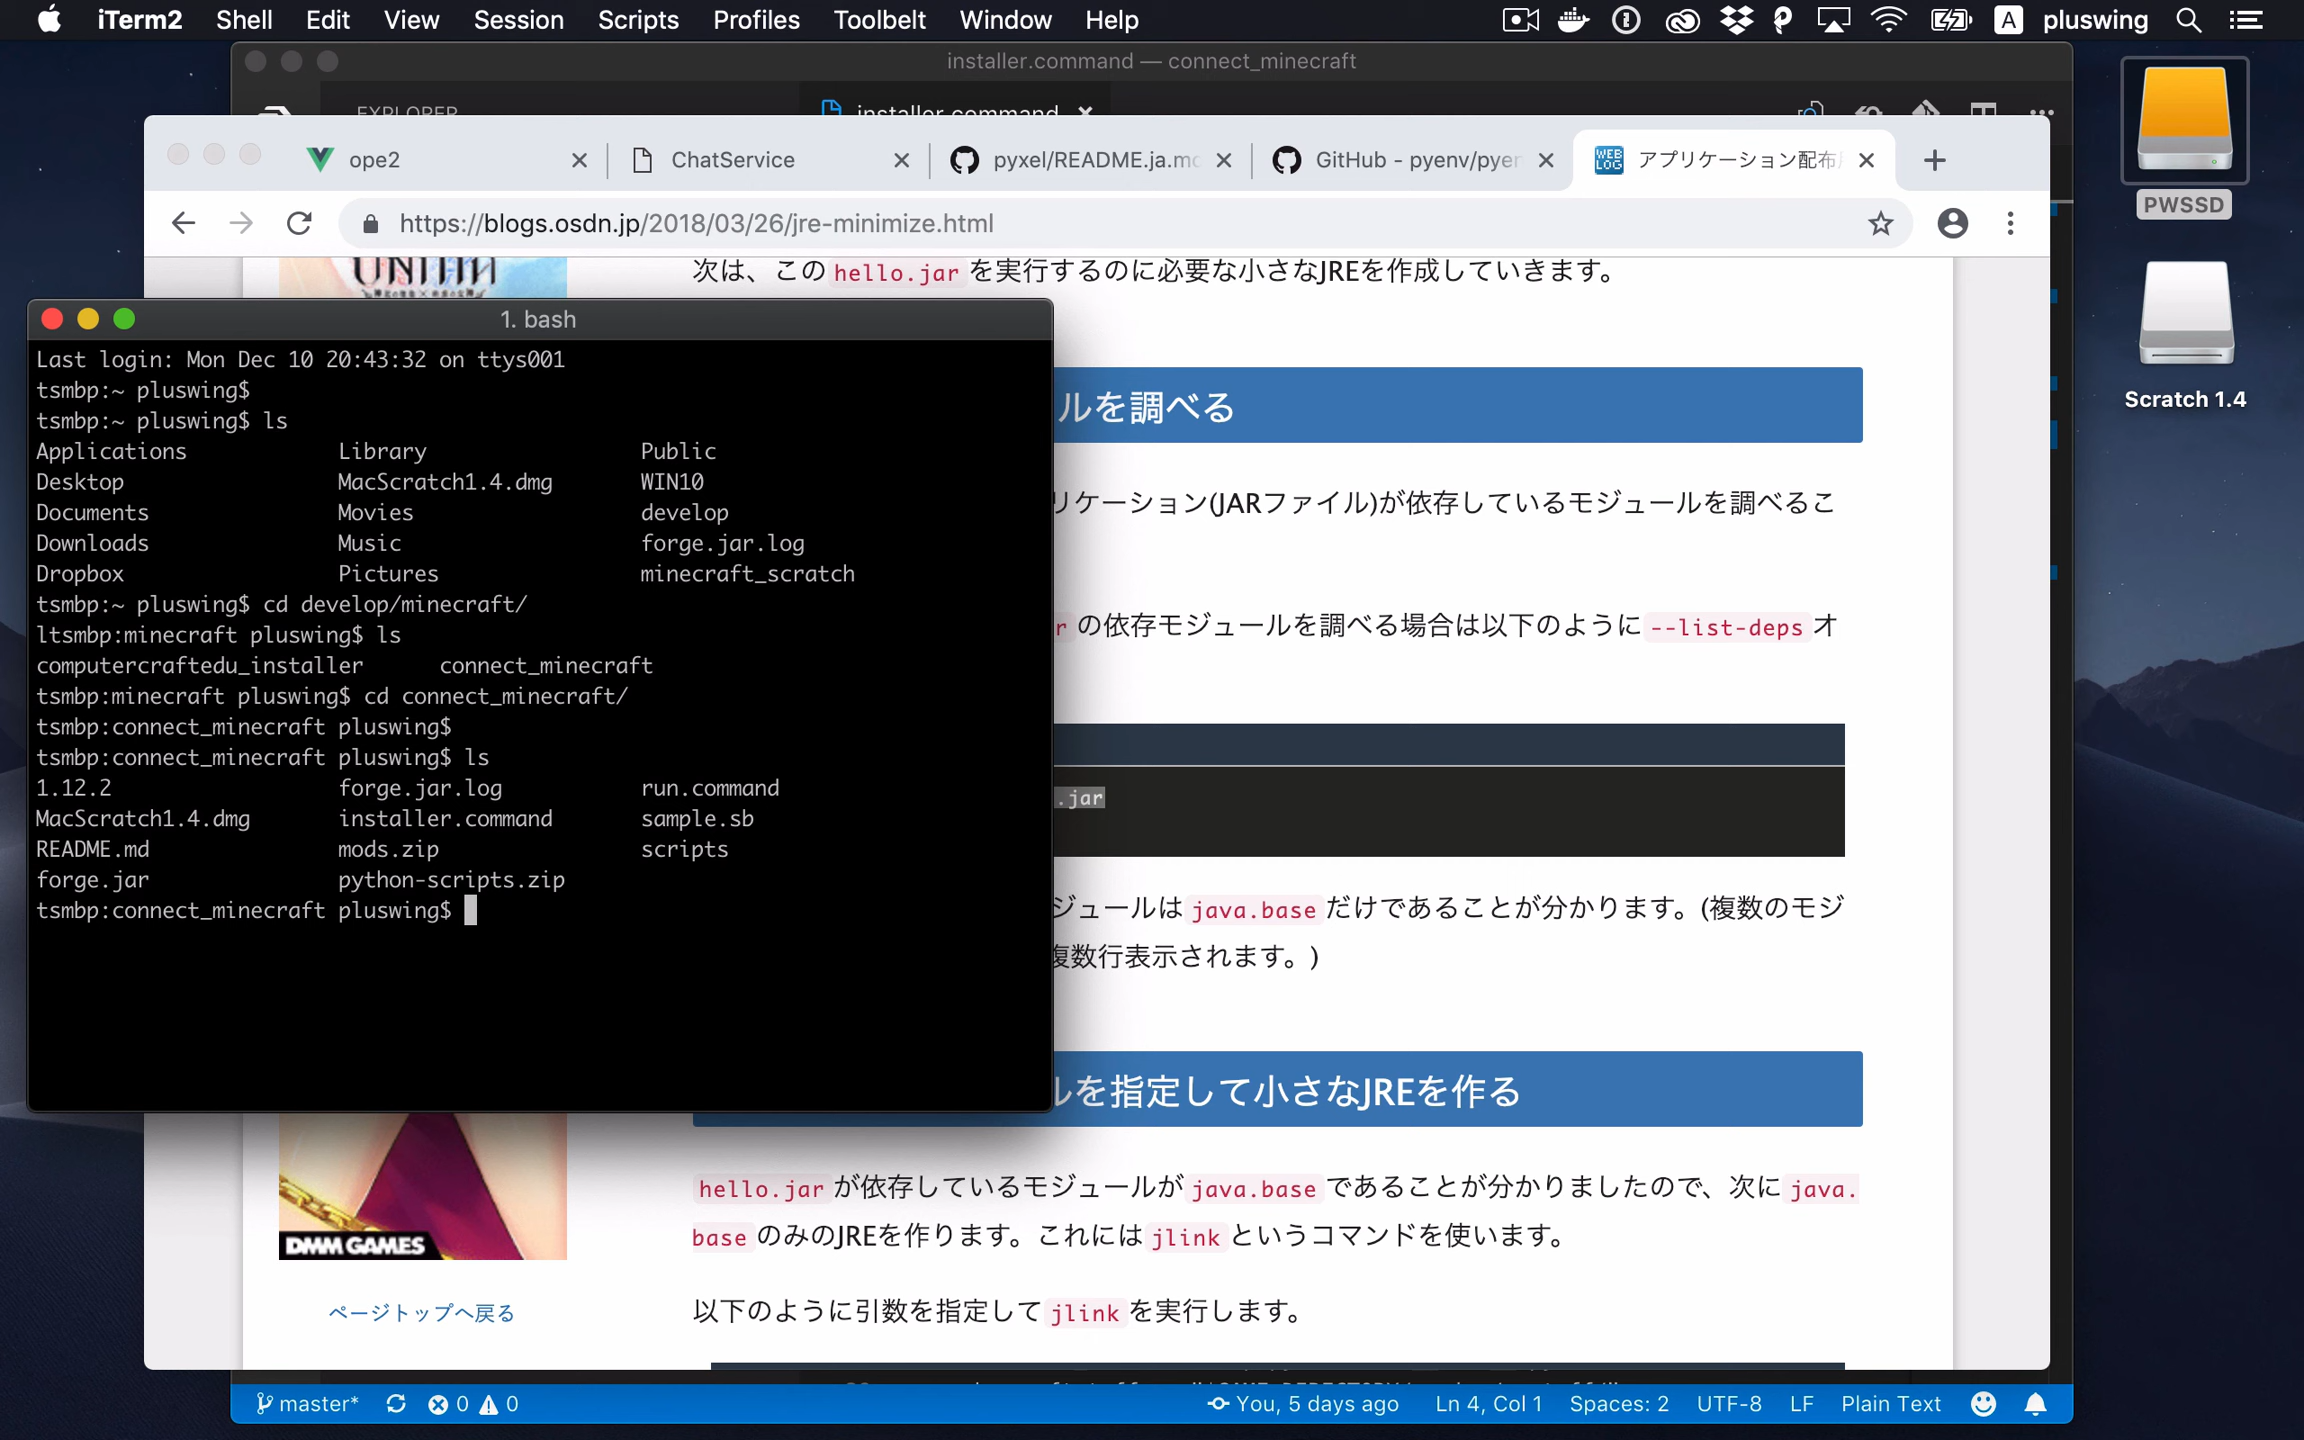 iTerm2 Shell Edit View Session Scripts Profiles Toolbelt Window Help A pluswing
installer.command — connect_minecraft
EXPLORER installer.command
ope2 ChatService pyxel/README.ja.mc GitHub - pyenv/pyen WEB LOG アプリケーション配布
https://blogs.osdn.jp/2018/03/26/jre-minimize.html
PWSSD
Scratch 1.4
次は、この hello.jar を実行するのに必要な小さなJREを作成していきます。
1. bash
Last login: Mon Dec 10 20:43:32 on ttys001
tsmbp:~ pluswing$
tsmbp:~ pluswing$ ls
Applications Library Public
Desktop MacScratch1.4.dmg WIN10
Documents Movies develop
Downloads Music forge.jar.log
Dropbox Pictures minecraft_scratch
tsmbp:~ pluswing$ cd develop/minecraft/
ltsmbp:minecraft pluswing$ ls
computercraftedu_installer connect_minecraft
tsmbp:minecraft pluswing$ cd connect_minecraft/
tsmbp:connect_minecraft pluswing$
tsmbp:connect_minecraft pluswing$ ls
1.12.2 forge.jar.log run.command
MacScratch1.4.dmg installer.command sample.sb
README.md mods.zip scripts
forge.jar python-scripts.zip
tsmbp:connect_minecraft pluswing$
ルを調べる
リケーション(JARファイル)が依存しているモジュールを調べるこ
r の依存モジュールを調べる場合は以下のように --list-deps オ
.jar
ジュールは java.base だけであることが分かります。(複数のモジ
複数行表示されます。)
ルを指定して小さなJREを作る
hello.jar が依存しているモジュールが java.base であることが分かりましたので、次に java.
base のみのJREを作ります。これには jlink というコマンドを使います。
以下のように引数を指定して jlink を実行します。
DMM GAMES
ページトップへ戻る
master* 0 0 You, 5 days ago Ln 4, Col 1 Spaces: 2 UTF-8 LF Plain Text